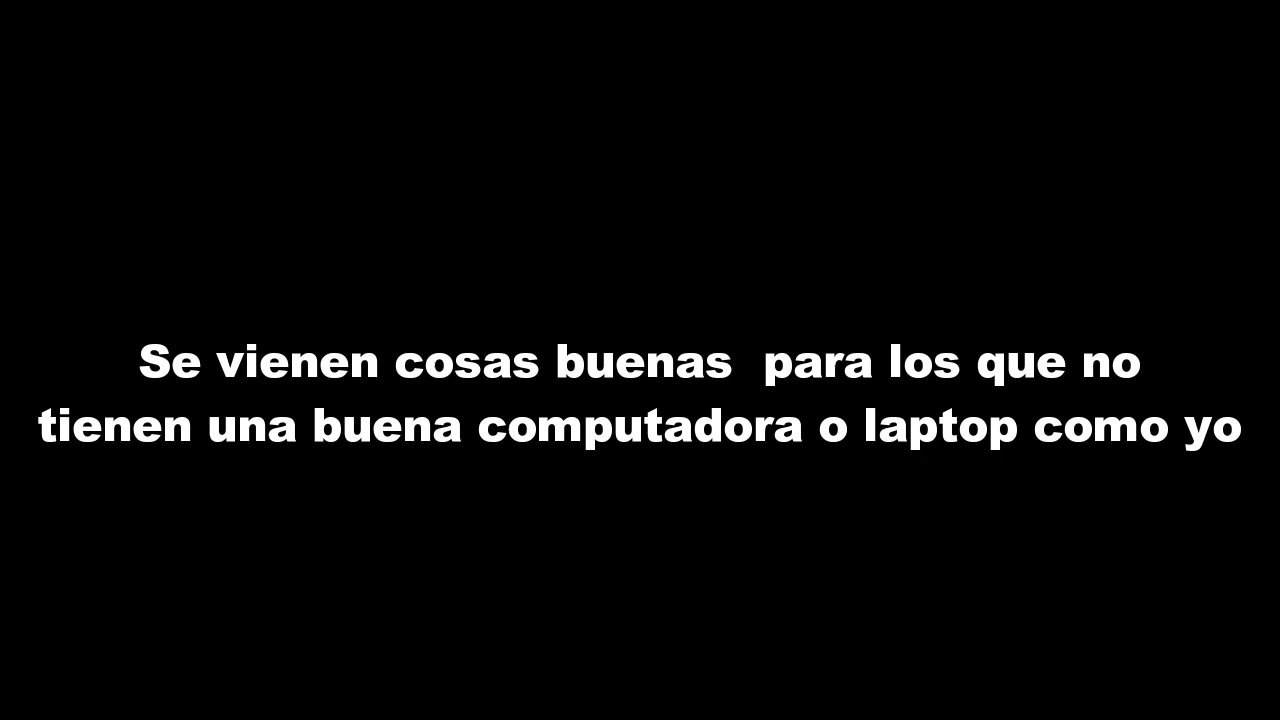 Se vienen cosas buenas  para los que no
tienen una buena computadora o laptop como yo